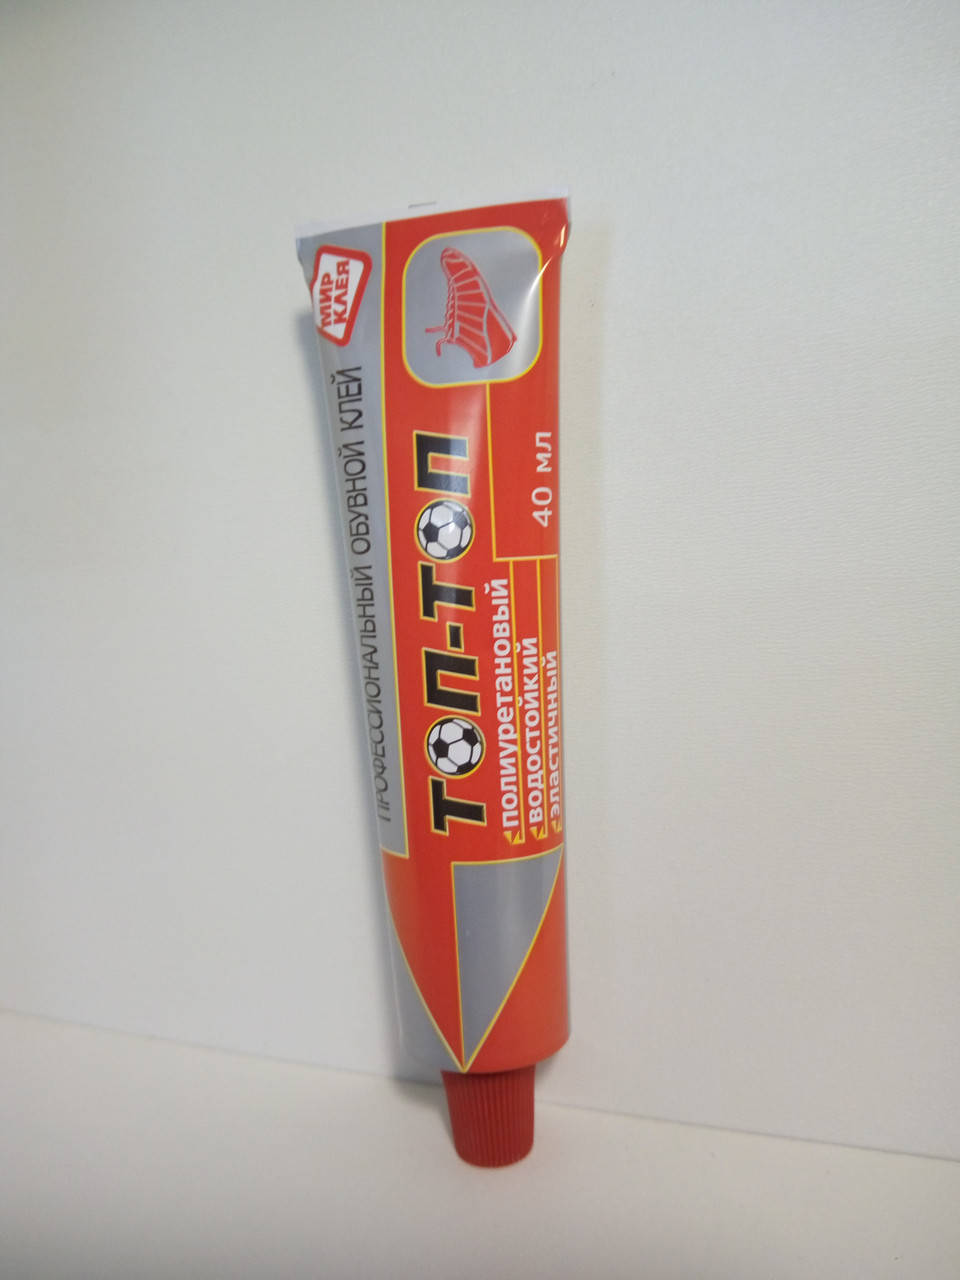 МИР
КЛЕЯ
ПРОФЕССИОНАЛЬНЫЙ ОБУВНОЙ КЛЕЙ
ТОП-ТОП
40 МЛ
полиуретановый
водостойкий
эластичный